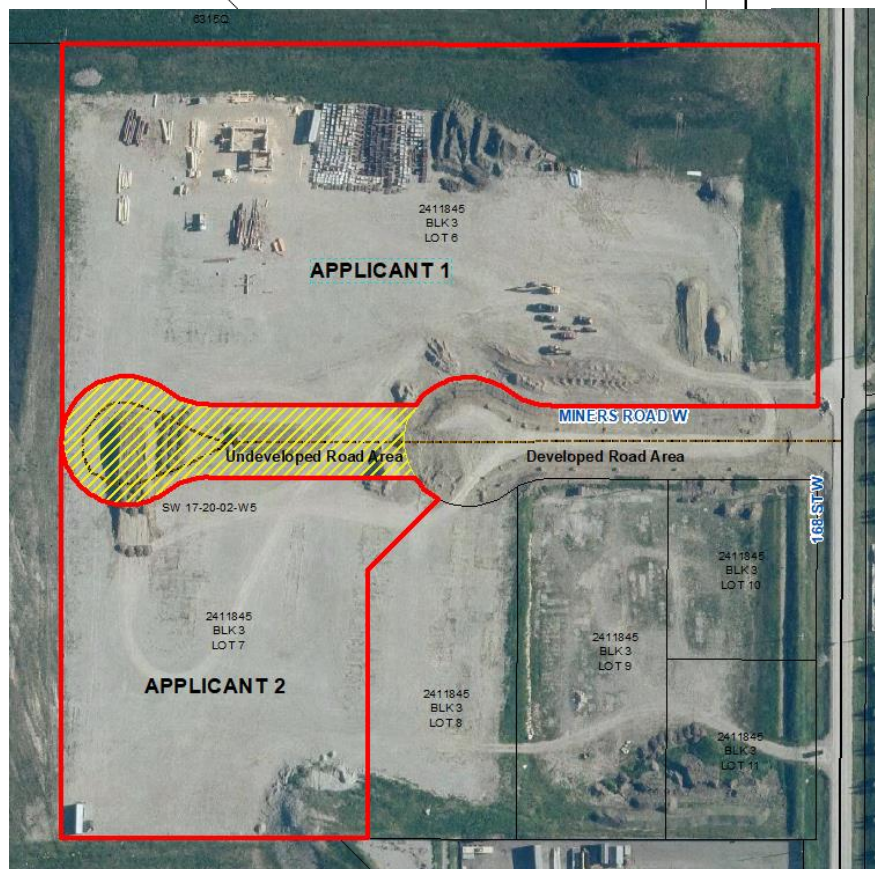 6315Q
2411845
BLK 3
LOT 6
APPLICANT 1
MINERS ROAD W
Undeveloped Road Area
Developed Road Area
SW 17-20-02-W5
168 ST W
2411845
BLK 3
LOT 10
2411845
BLK 3
LOT 7
2411845
BLK 3
LOT 9
APPLICANT 2
2411845
BLK 3
LOT 8
2411845
BLK 3
LOT 11